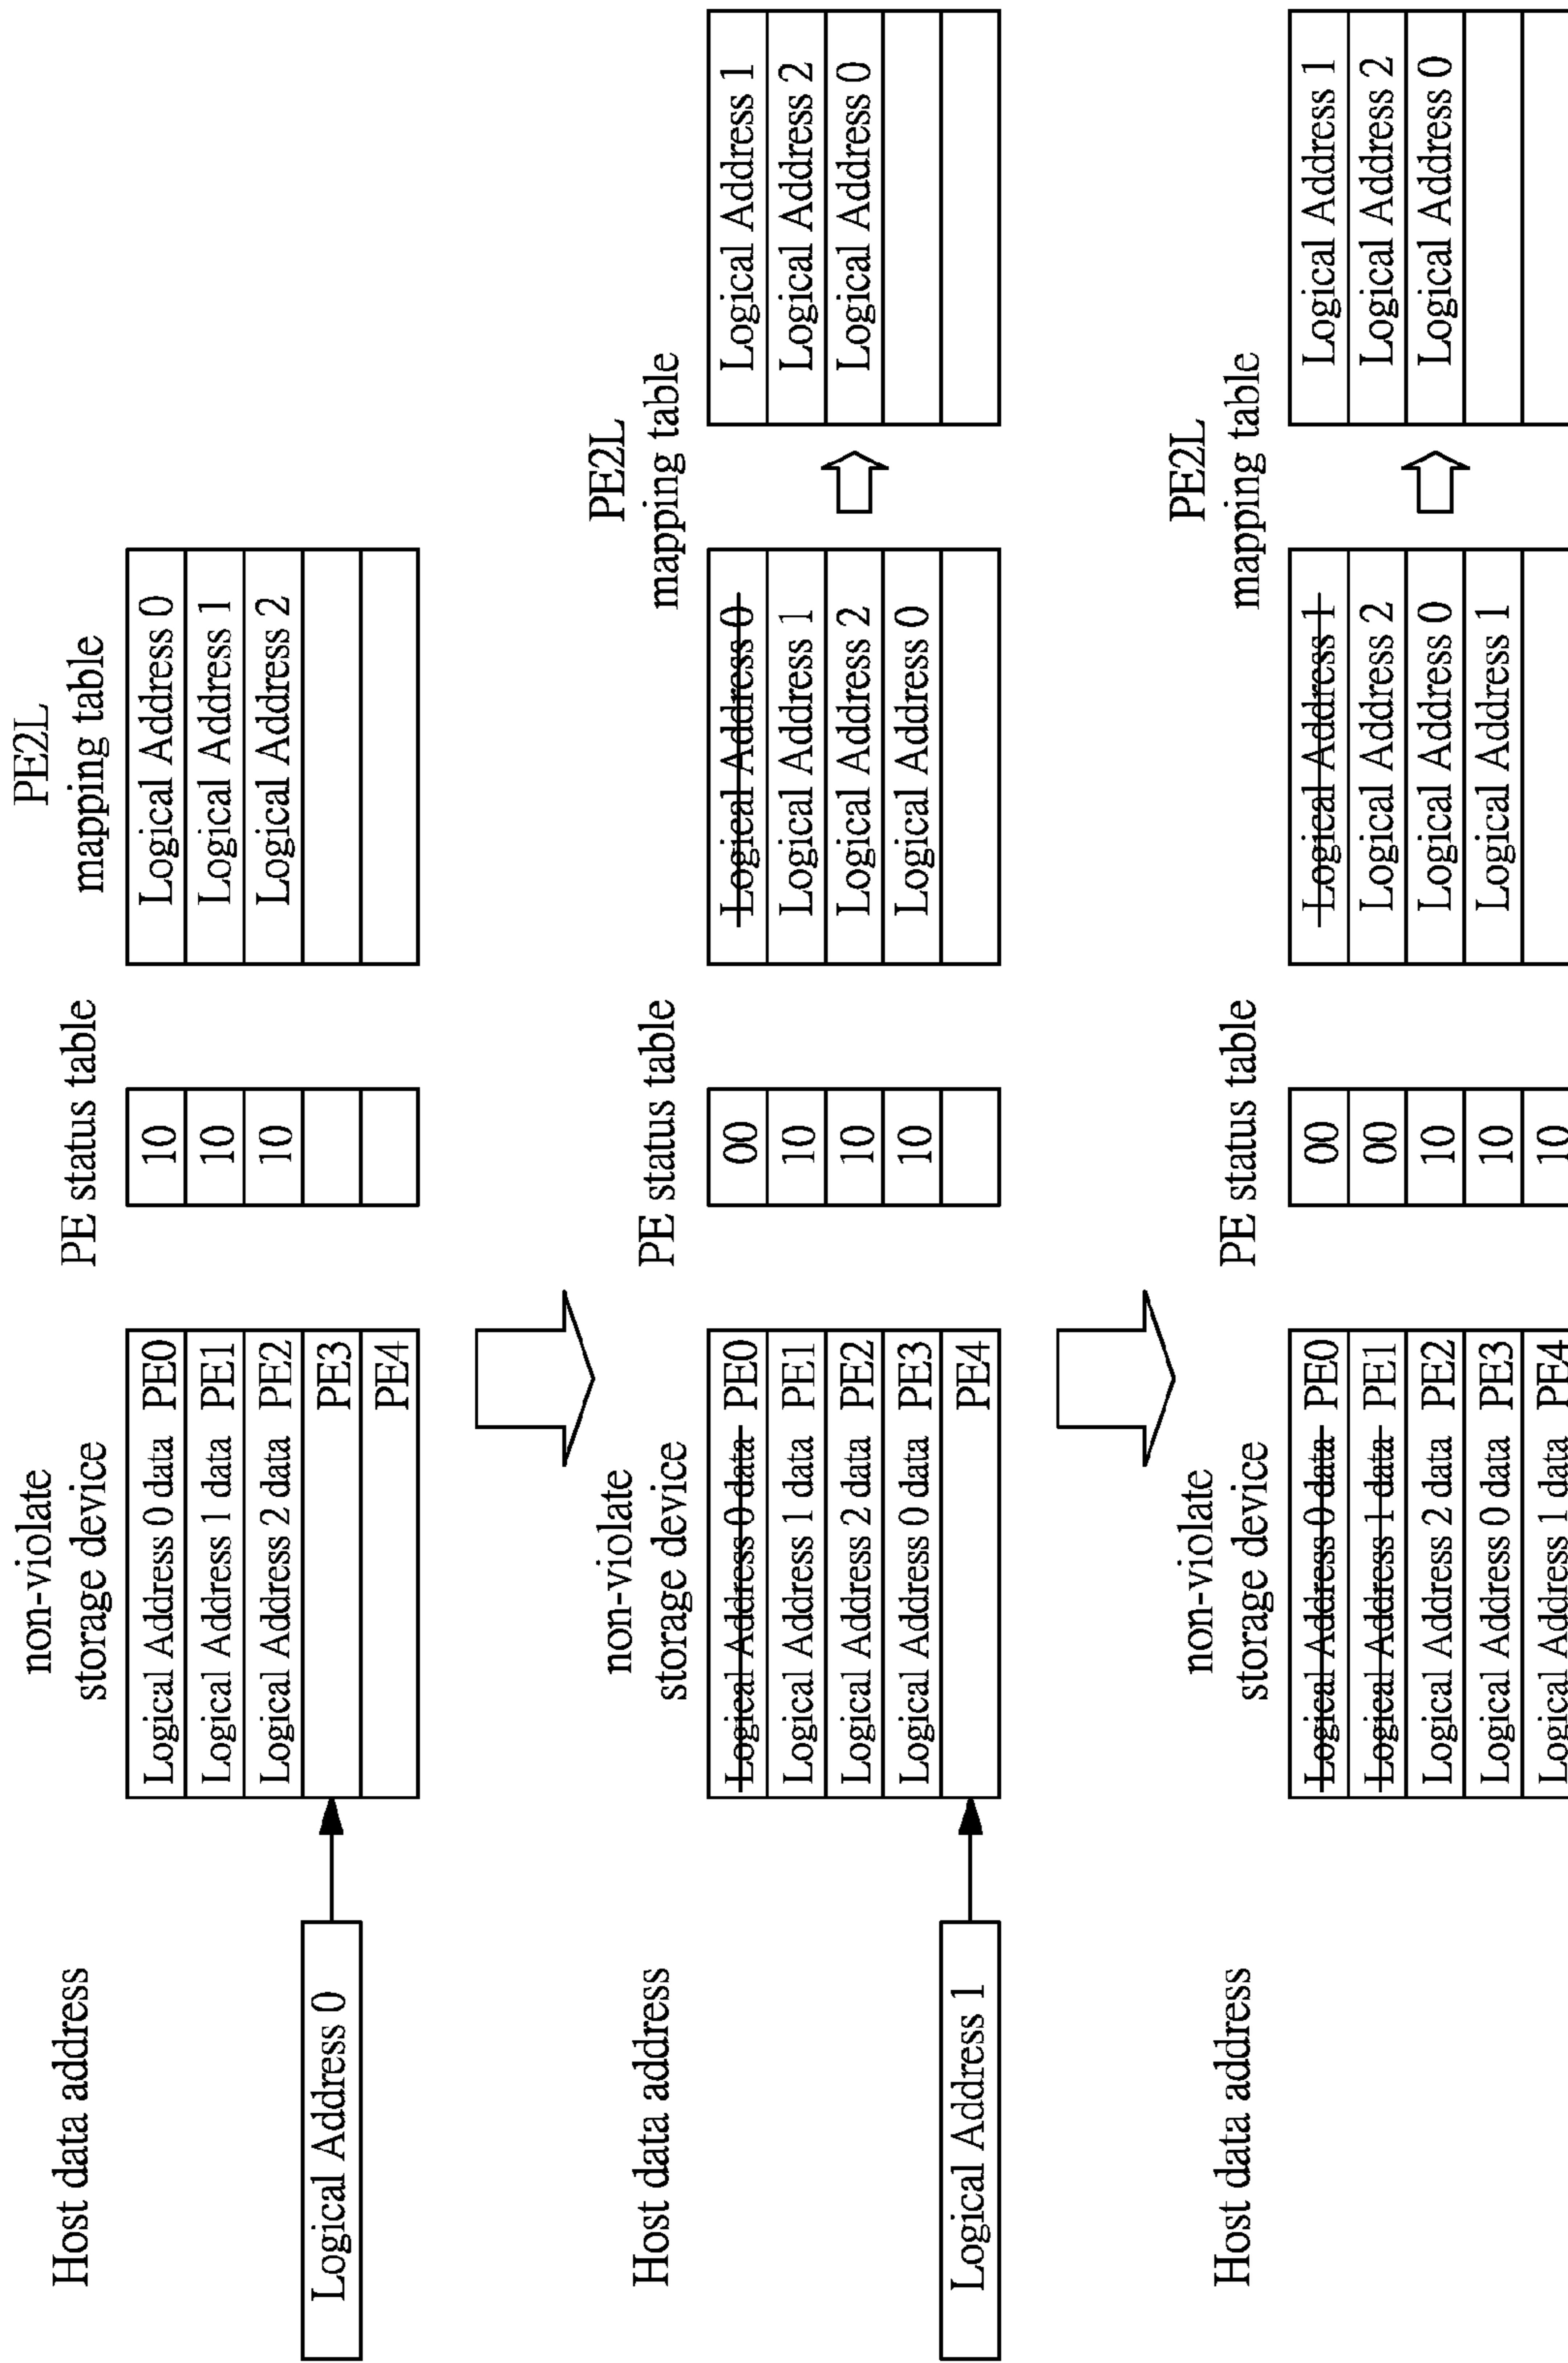 Host data address
Logical Address 0
non-violate
storage device
Logical Address 0 data PE0
Logical Address 1 data PE1
Logical Address 2 data PE2
PE3
PE4
PE status table
10
10
10
PE2L
mapping table
Logical Address 0
Logical Address 1
Logical Address 2
Host data address
Logical Address 1
non-violate
storage device
Logical Address 0 data PE0
Logical Address 1 data PE1
Logical Address 2 data PE2
Logical Address 0 data PE3
PE4
PE status table
00
10
10
10
PE2L
mapping table
Logical Address 0
Logical Address 1
Logical Address 2
Logical Address 0
Logical Address 1
Logical Address 2
Logical Address 0
Host data address
non-violate
storage device
Logical Address 0 data PE0
Logical Address 1 data PE1
Logical Address 2 data PE2
Logical Address 0 data PE3
Logical Address 1 data PE4
PE status table
00
00
10
10
10
PE2L
mapping table
Logical Address 1
Logical Address 2
Logical Address 0
Logical Address 1
Logical Address 1
Logical Address 2
Logical Address 0